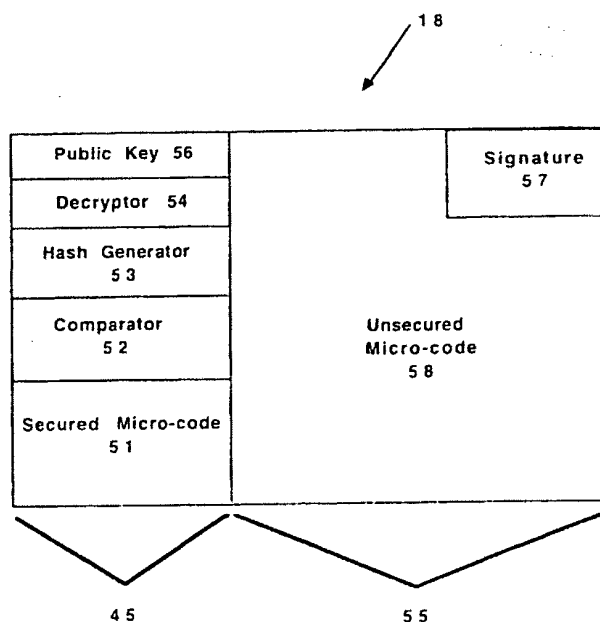 18
Public Key 56
Decryptor 54
Hash Generator
53
Comparator
52
Secured Micro-code
51
Signature
57
Unsecured
Micro-code
58
45
55